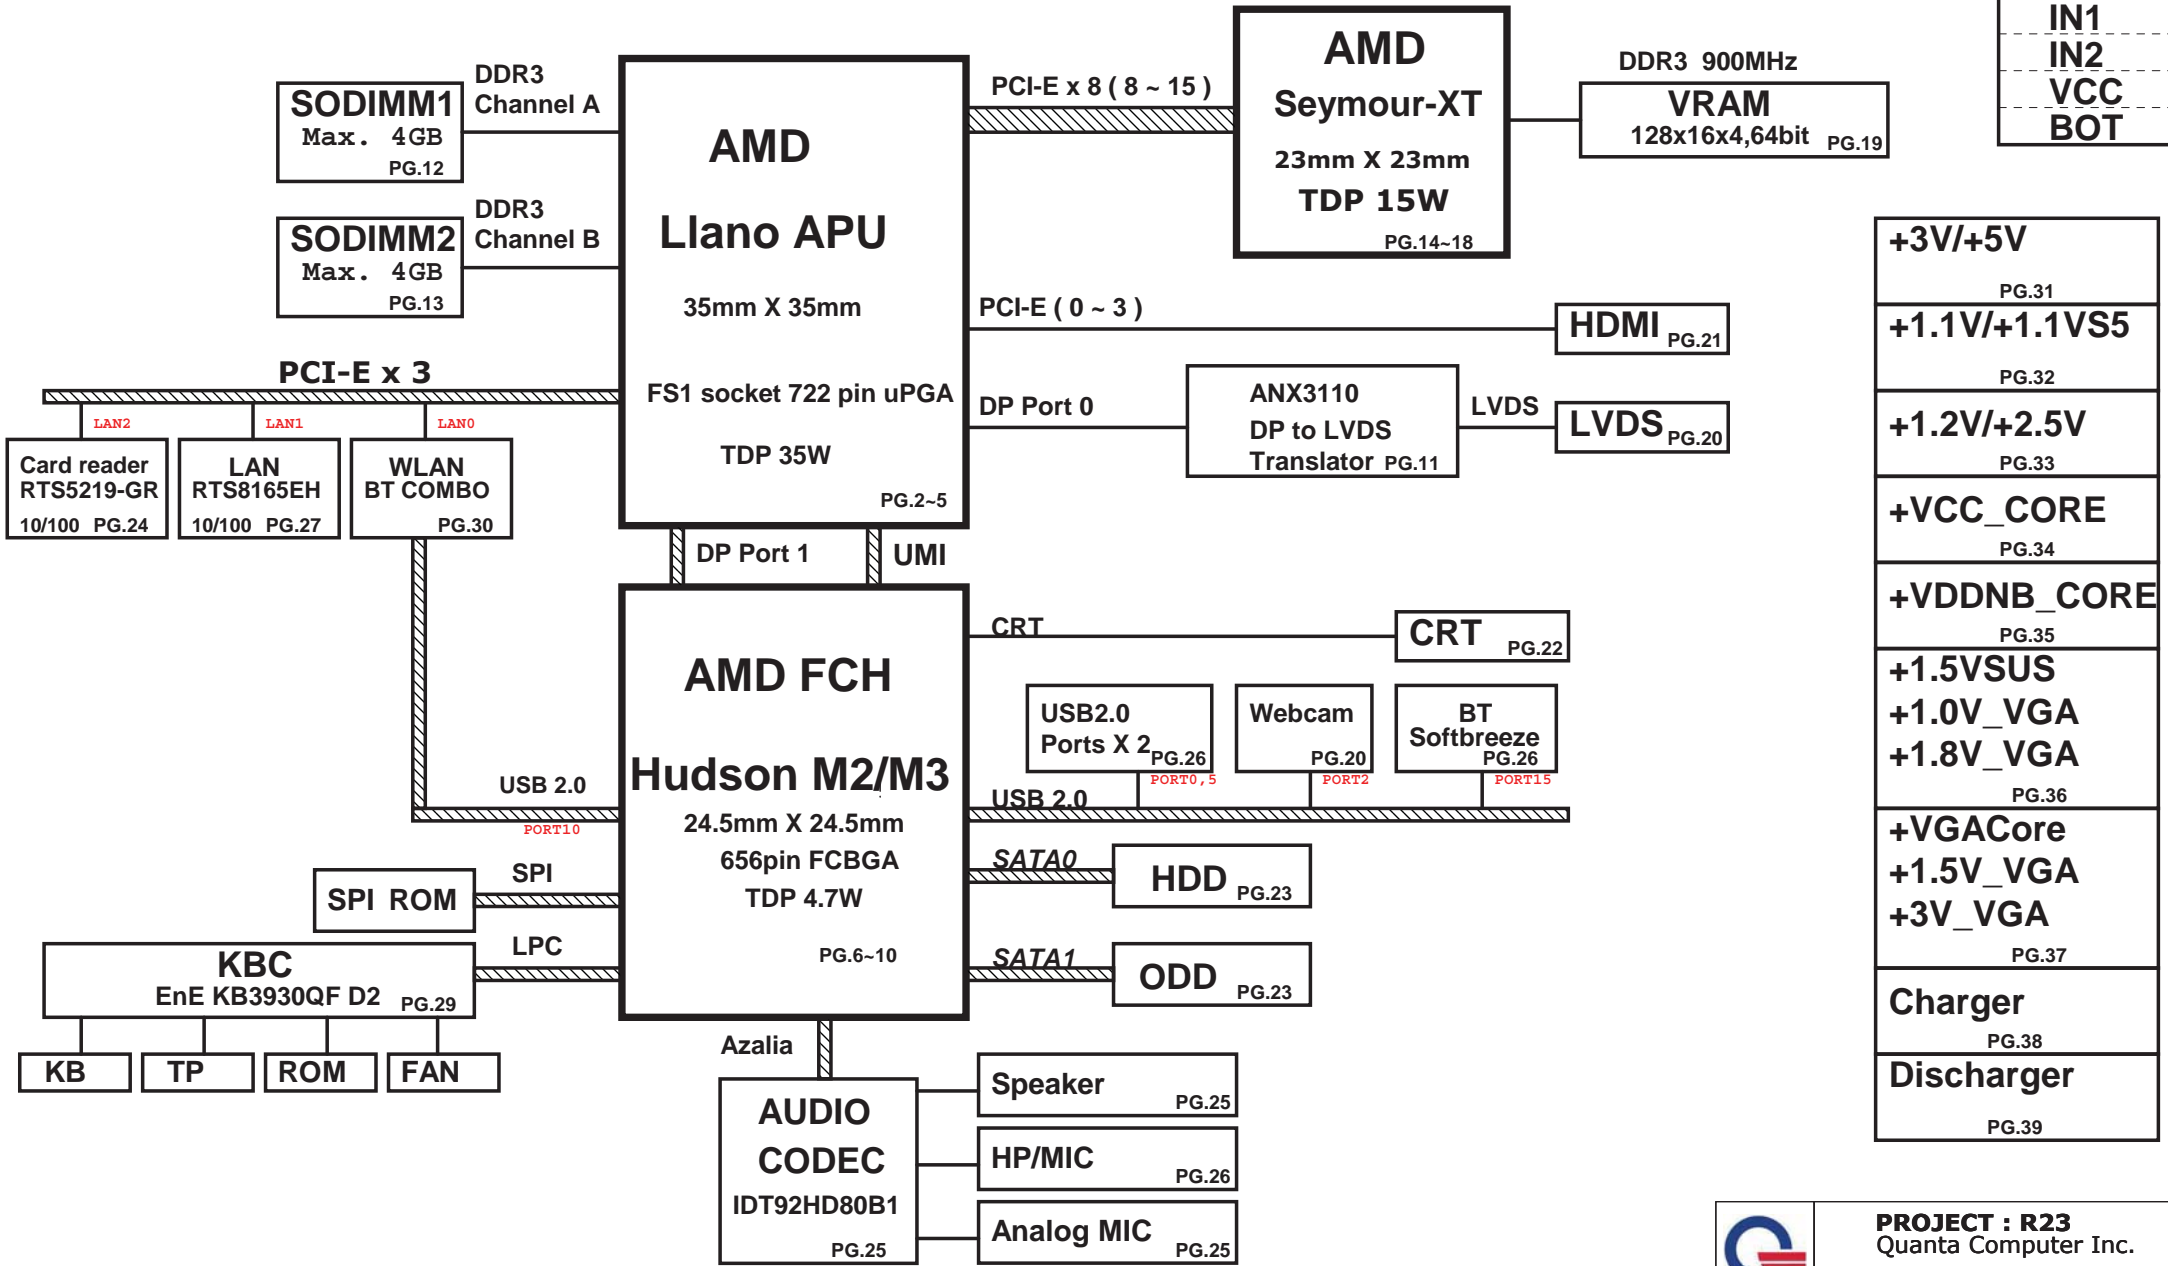 IN1
IN2
VCC
BOT
SODIMM1
Max. 4GB
PG.12
DDR3
Channel A
SODIMM2
Max. 4GB
PG.13
DDR3
Channel B
AMD
Llano APU
35mm X 35mm
FS1 socket 722 pin uPGA
TDP 35W
PG.2~5
PCI-E x 8 ( 8 ~ 15 )
AMD
Seymour-XT
23mm X 23mm
TDP 15W
PG.14~18
DDR3 900MHz
VRAM
128x16x4,64bit PG.19
PCI-E ( 0 ~ 3 )
HDMI PG.21
DP Port 0
ANX3110
DP to LVDS
Translator PG.11
LVDS
LVDS PG.20
PCI-E x 3
LAN2
LAN1
LAN0
Card reader
RTS5219-GR
10/100 PG.24
LAN
RTS8165EH
10/100 PG.27
WLAN
BT COMBO
PG.30
DP Port 1
UMI
AMD FCH
Hudson M2/M3
24.5mm X 24.5mm
656pin FCBGA
TDP 4.7W
PG.6~10
CRT
CRT PG.22
USB2.0
Ports X 2
PG.26
PORT0,5
Webcam
PG.20
PORT2
BT
Softbreeze
PG.26
PORT15
USB 2.0
USB 2.0
PORT10
SATA0
HDD PG.23
SATA1
ODD PG.23
SPI
SPI ROM
LPC
KBC
EnE KB3930QF D2 PG.29
KB
TP
ROM
FAN
Azalia
AUDIO
CODEC
IDT92HD80B1
PG.25
Speaker
PG.25
HP/MIC
PG.26
Analog MIC
PG.25
+3V/+5V
PG.31
+1.1V/+1.1VS5
PG.32
+1.2V/+2.5V
PG.33
+VCC_CORE
PG.34
+VDDNB_CORE
PG.35
+1.5VSUS
+1.0V_VGA
+1.8V_VGA
PG.36
+VGACore
+1.5V_VGA
+3V_VGA
PG.37
Charger
PG.38
Discharger
PG.39
PROJECT : R23
Quanta Computer Inc.